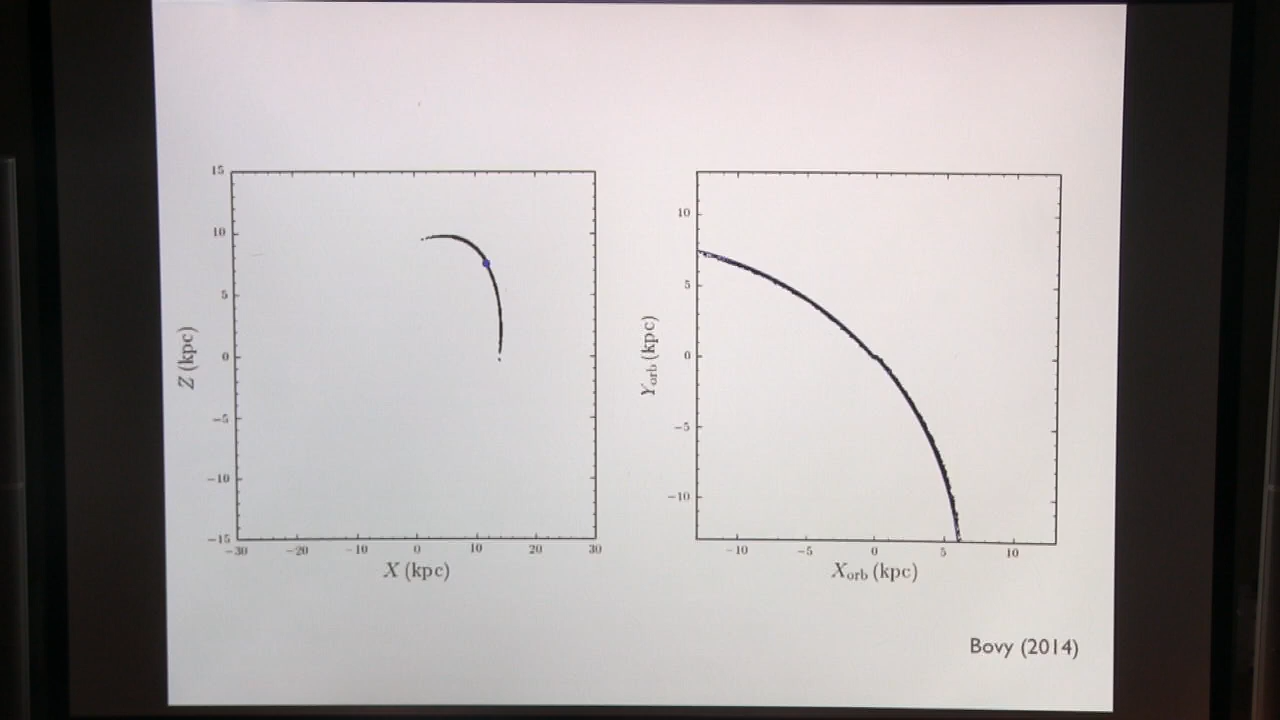 15
10
5
0
−5
−10
−15
Z (kpc)
−30 −20 −10 0 10 20 30
X (kpc)
10
5
0
−5
−10
Y_orb (kpc)
−10 −5 0 5 10
X_orb (kpc)
Bovy (2014)